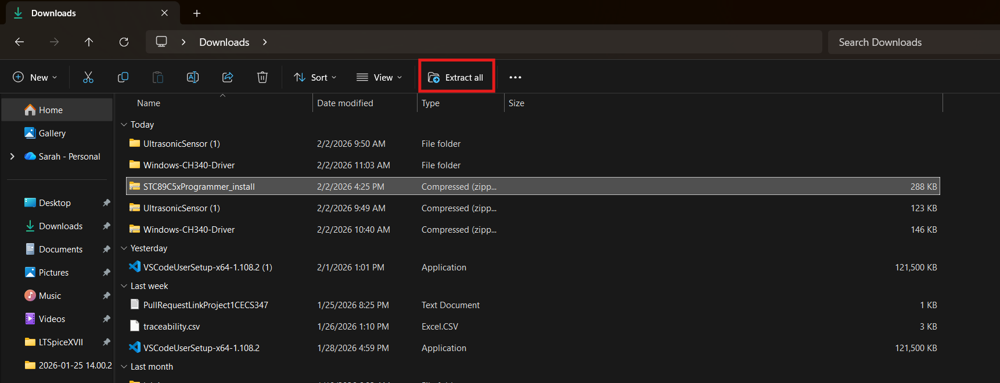 Downloads
Downloads
Search Downloads
New
Sort
View
Extract all
Name Date modified Type Size
Home
Gallery
Sarah - Personal
Desktop
Downloads
Documents
Pictures
Music
Videos
LTSpiceXVII
2026-01-25 14.00.2
Today
UltrasonicSensor (1) 2/2/2026 9:50 AM File folder
Windows-CH340-Driver 2/2/2026 11:03 AM File folder
STC89C5xProgrammer_install 2/2/2026 4:25 PM Compressed (zipp... 288 KB
UltrasonicSensor (1) 2/2/2026 9:49 AM Compressed (zipp... 123 KB
Windows-CH340-Driver 2/2/2026 10:40 AM Compressed (zipp... 146 KB
Yesterday
VSCodeUserSetup-x64-1.108.2 (1) 2/1/2026 1:01 PM Application 121,500 KB
Last week
PullRequestLinkProject1CECS347 1/25/2026 8:25 PM Text Document 1 KB
traceability.csv 1/26/2026 1:10 PM Excel.CSV 3 KB
VSCodeUserSetup-x64-1.108.2 1/28/2026 4:59 PM Application 121,500 KB
Last month